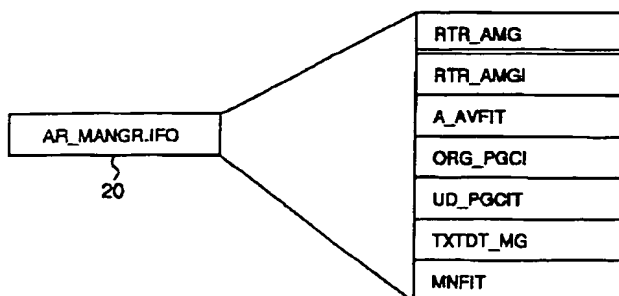 RTR_AMG
RTR_AMGI
AR_MANGR.IFO
20
A_AVFIT
ORG_PGCI
UD_PGCIT
TXTDT_MG
MNFIT